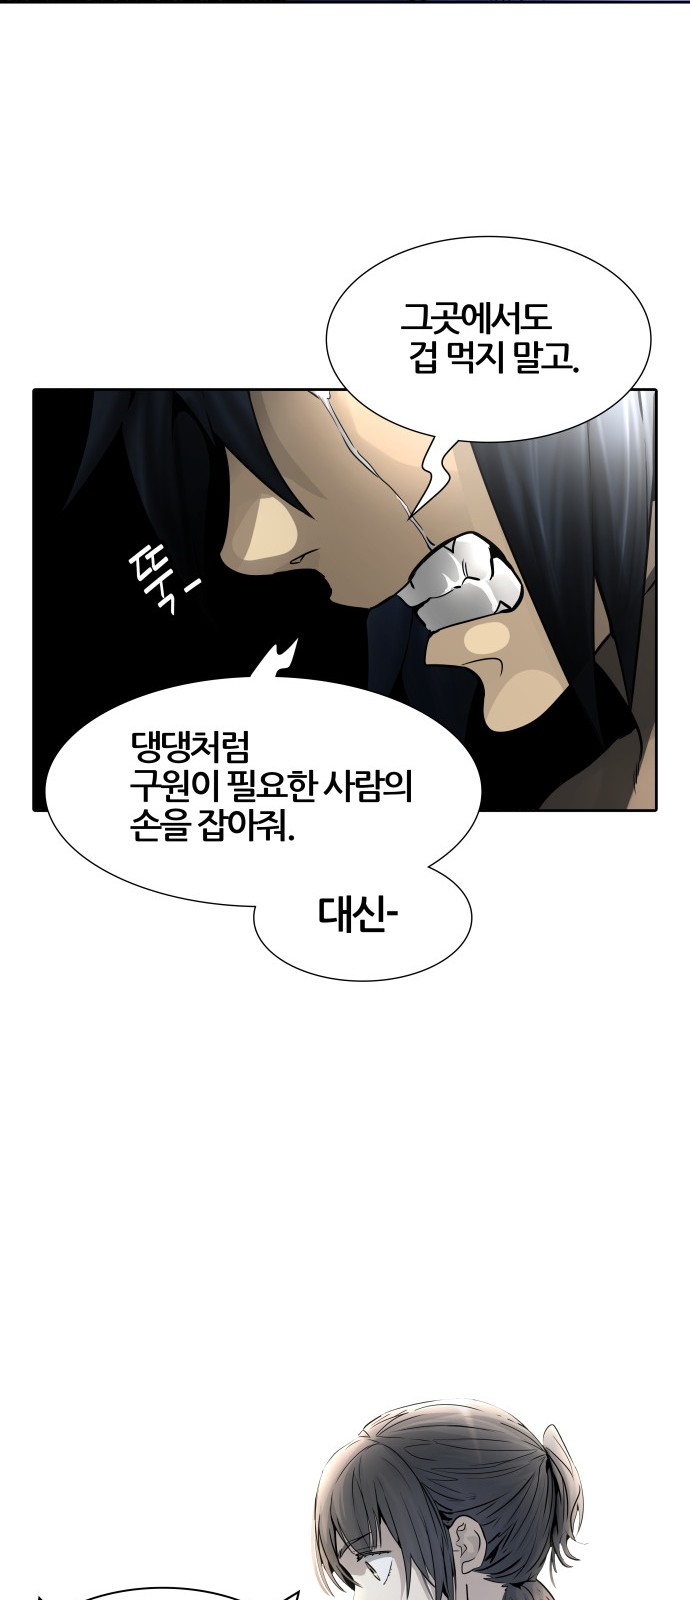 그곳에서도
겁 먹지 말고.
뚝-
댕댕처럼
구원이 필요한 사람의
손을 잡아줘.
대신-